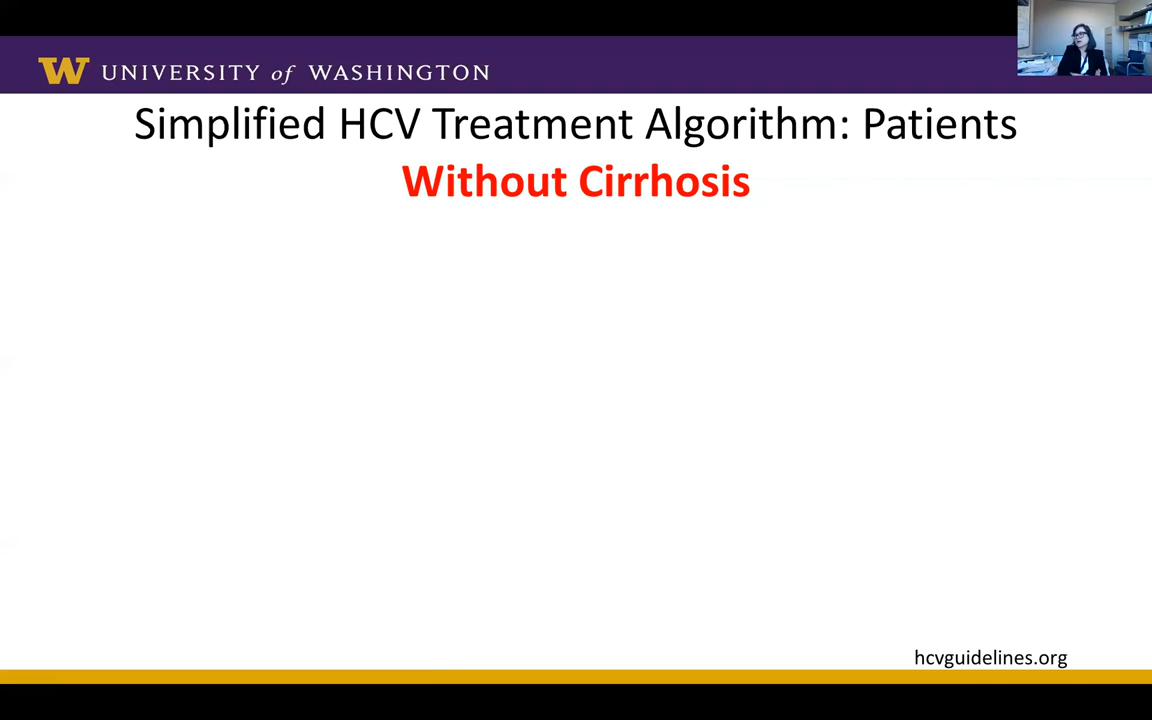 W UNIVERSITY of WASHINGTON
Simplified HCV Treatment Algorithm: Patients
Without Cirrhosis
hcvguidelines.org